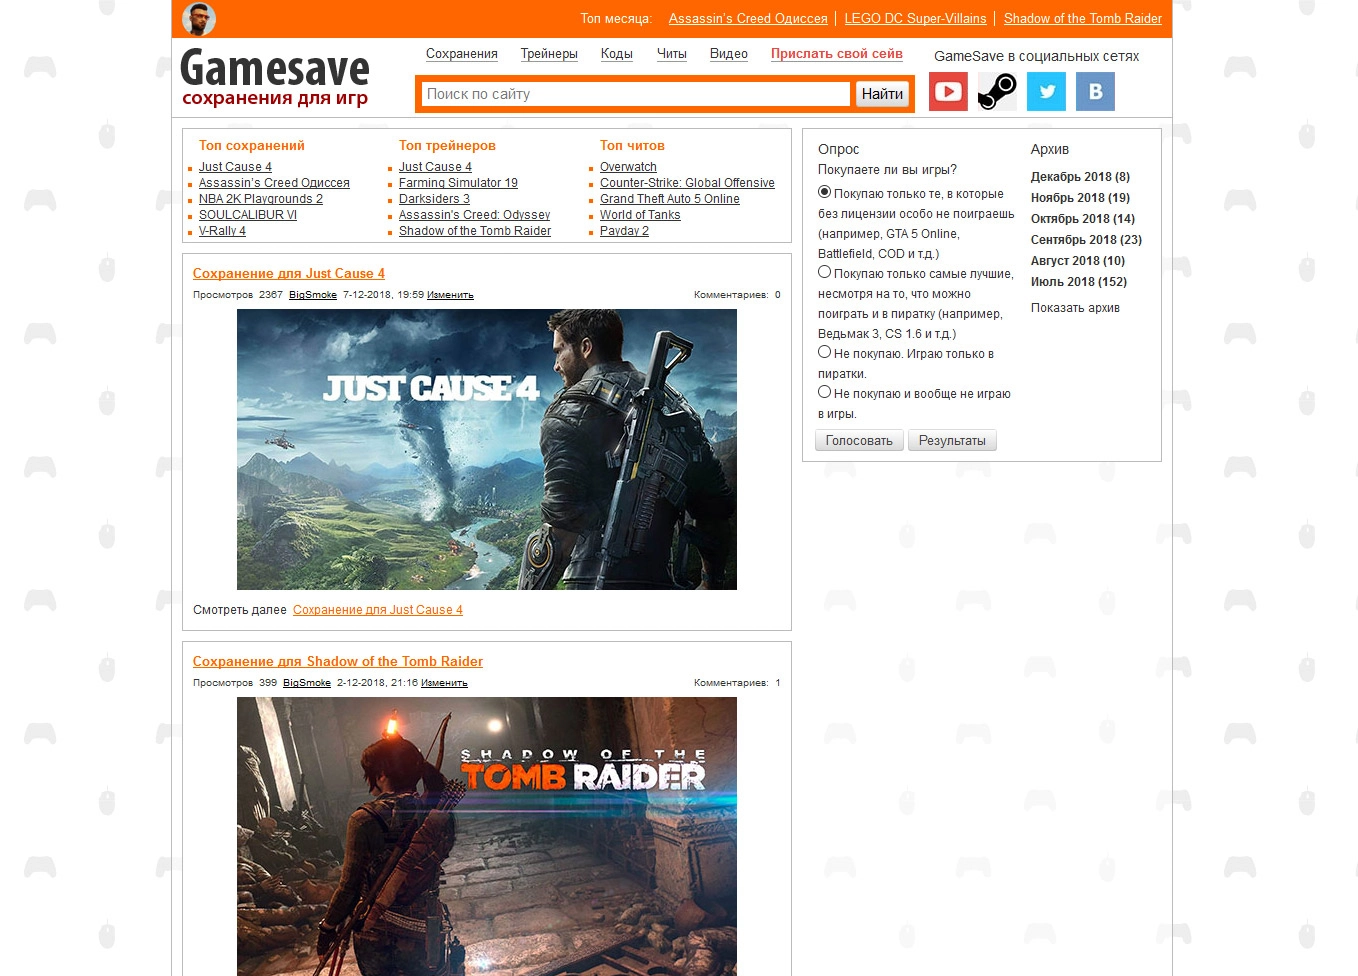 Топ месяца: Assassin's Creed Одиссея LEGO DC Super-Villains Shadow of the Tomb Raider
Gamesave
сохранения для игр
Сохранения Трейнеры Коды Читы Видео Прислать свой сейв
Поиск по сайту Найти
GameSave в социальных сетях
B
Топ сохранений
Just Cause 4
Assassin's Creed Одиссея
NBA 2K Playgrounds 2
SOULCALIBUR VI
V-Rally 4
Топ трейнеров
Just Cause 4
Farming Simulator 19
Darksiders 3
Assassin's Creed: Odyssey
Shadow of the Tomb Raider
Топ читов
Overwatch
Counter-Strike: Global Offensive
Grand Theft Auto 5 Online
World of Tanks
Payday 2
Опрос
Покупаете ли вы игры?
Покупаю только те, в которые
без лицензии особо не поиграешь
(например, GTA 5 Online,
Battlefield, COD и т.д.)
Покупаю только самые лучшие,
несмотря на то, что можно
поиграть и в пиратку (например,
Ведьмак 3, CS 1.6 и т.д.)
Не покупаю. Играю только в
пиратки.
Не покупаю и вообще не играю
в игры.
Голосовать Результаты
Архив
Декабрь 2018 (8)
Ноябрь 2018 (19)
Октябрь 2018 (14)
Сентябрь 2018 (23)
Август 2018 (10)
Июль 2018 (152)
Показать архив
Сохранение для Just Cause 4
Просмотров 2367 BigSmoke 7-12-2018, 19:59 Изменить Комментариев: 0
JUST CAUSE 4
Смотреть далее Сохранение для Just Cause 4
Сохранение для Shadow of the Tomb Raider
Просмотров 399 BigSmoke 2-12-2018, 21:16 Изменить Комментариев: 1
SHADOW OF THE
TOMB RAIDER